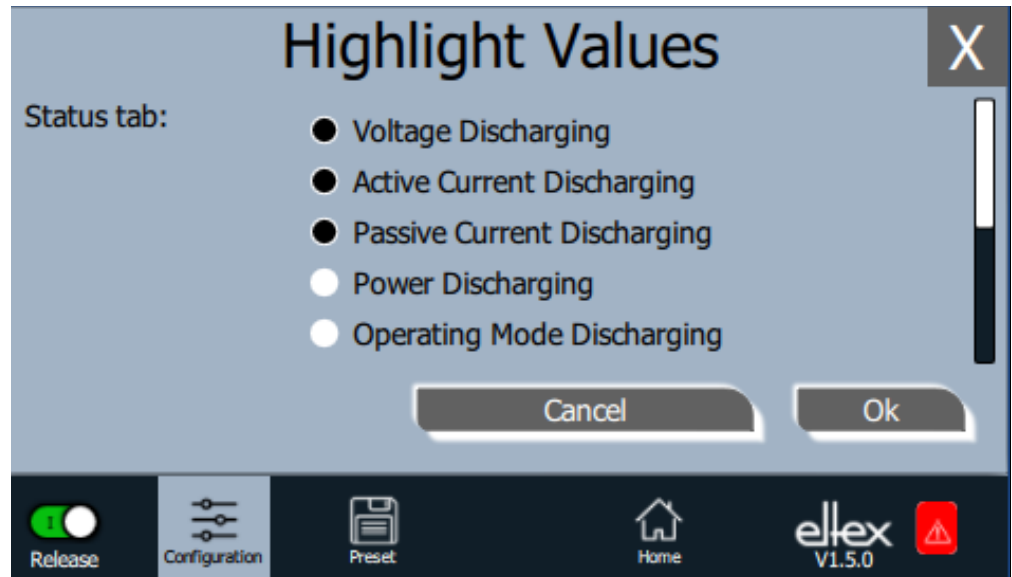 Highlight Values
X
Status tab:
Voltage Discharging
Active Current Discharging
Passive Current Discharging
Power Discharging
Operating Mode Discharging
Cancel
Ok
I
Release
Configuration
Preset
Home
eltex
V1.5.0